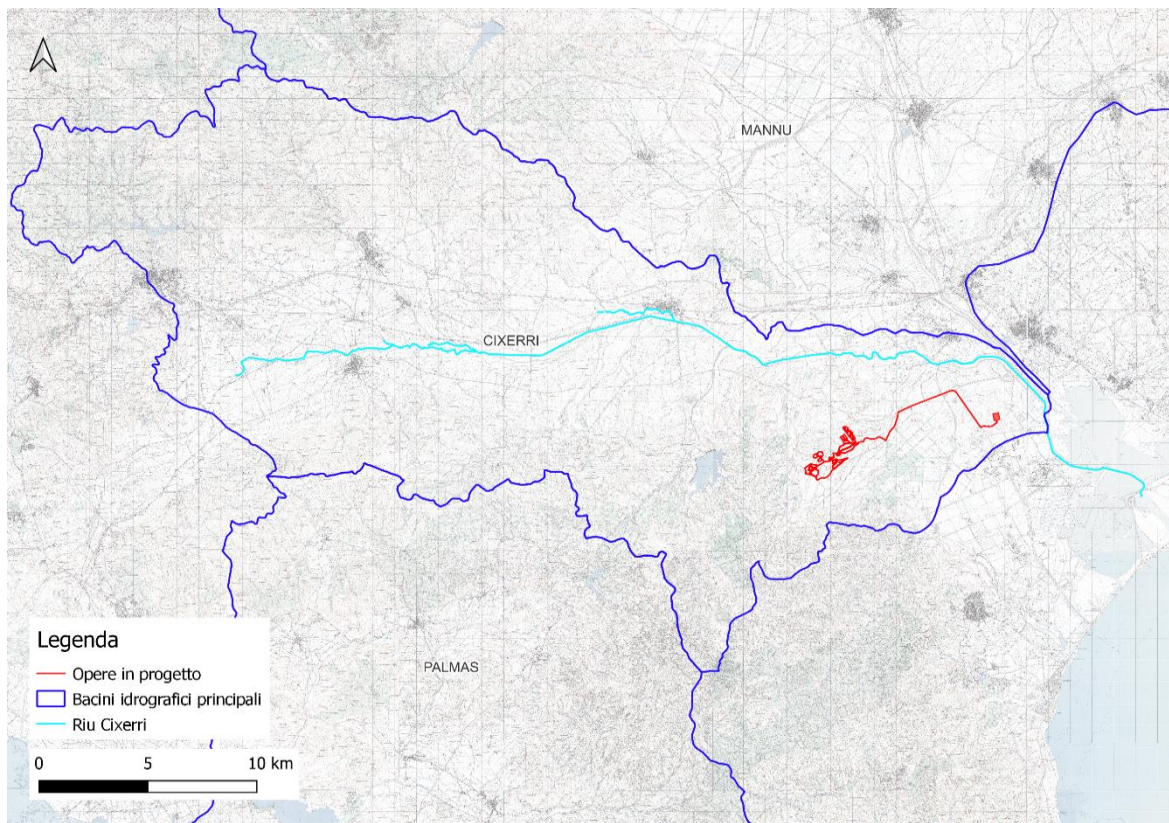 MANNU
CIXERRI
PALMAS
Legenda
Opere in progetto
Bacini idrografici principali
Riu Cixerri
0 5 10 km